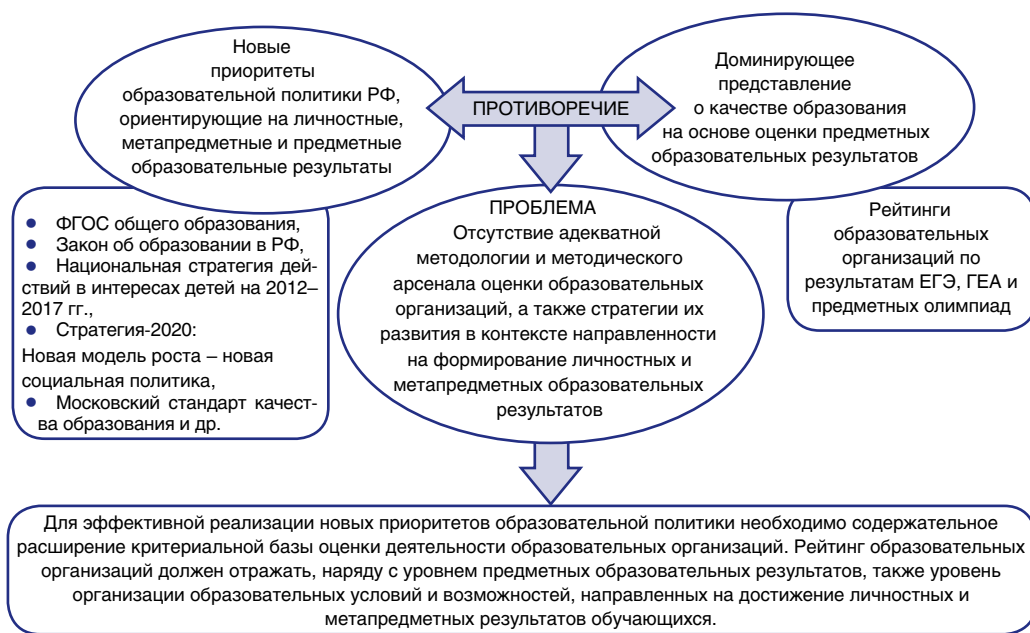 Новые
приоритеты
образовательной политики РФ,
ориентирующие на личностные,
метапредметные и предметные
образовательные результаты
ПРОТИВОРЕЧИЕ
Доминирующее
представление
о качестве образования
на основе оценки предметных
образовательных результатов
● ФГОС общего образования,
● Закон об образовании в РФ,
● Национальная стратегия дей-
ствий в интересах детей на 2012–
2017 гг.,
● Стратегия-2020:
Новая модель роста – новая
социальная политика,
● Московский стандарт качест-
ва образования и др.
ПРОБЛЕМА
Отсутствие адекватной
методологии и методического
арсенала оценки образовательных
организаций, а также стратегии их
развития в контексте направленности
на формирование личностных и
метапредметных образовательных
результатов
Рейтинги
образовательных
организаций по
результатам ЕГЭ, ГЕА и
предметных олимпиад
Для эффективной реализации новых приоритетов образовательной политики необходимо содержательное
расширение критериальной базы оценки деятельности образовательных организаций. Рейтинг образовательных
организаций должен отражать, наряду с уровнем предметных образовательных результатов, также уровень
организации образовательных условий и возможностей, направленных на достижение личностных и
метапредметных результатов обучающихся.